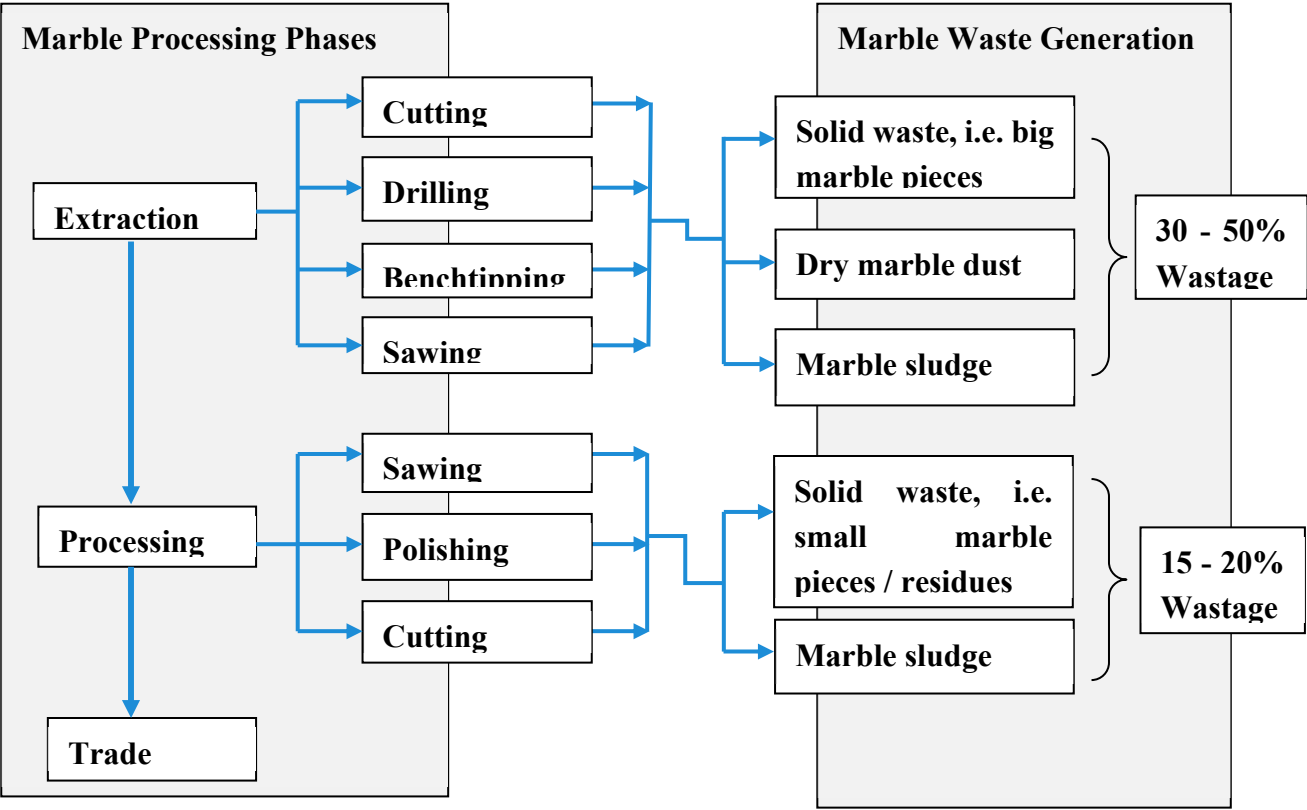 Marble Processing Phases
Marble Waste Generation
Extraction
Cutting
Drilling
Benchtipping
Sawing
Solid waste, i.e. big
marble pieces
Dry marble dust
Marble sludge
30 - 50%
Wastage
Processing
Sawing
Polishing
Cutting
Solid waste, i.e.
small marble
pieces / residues
Marble sludge
15 - 20%
Wastage
Trade